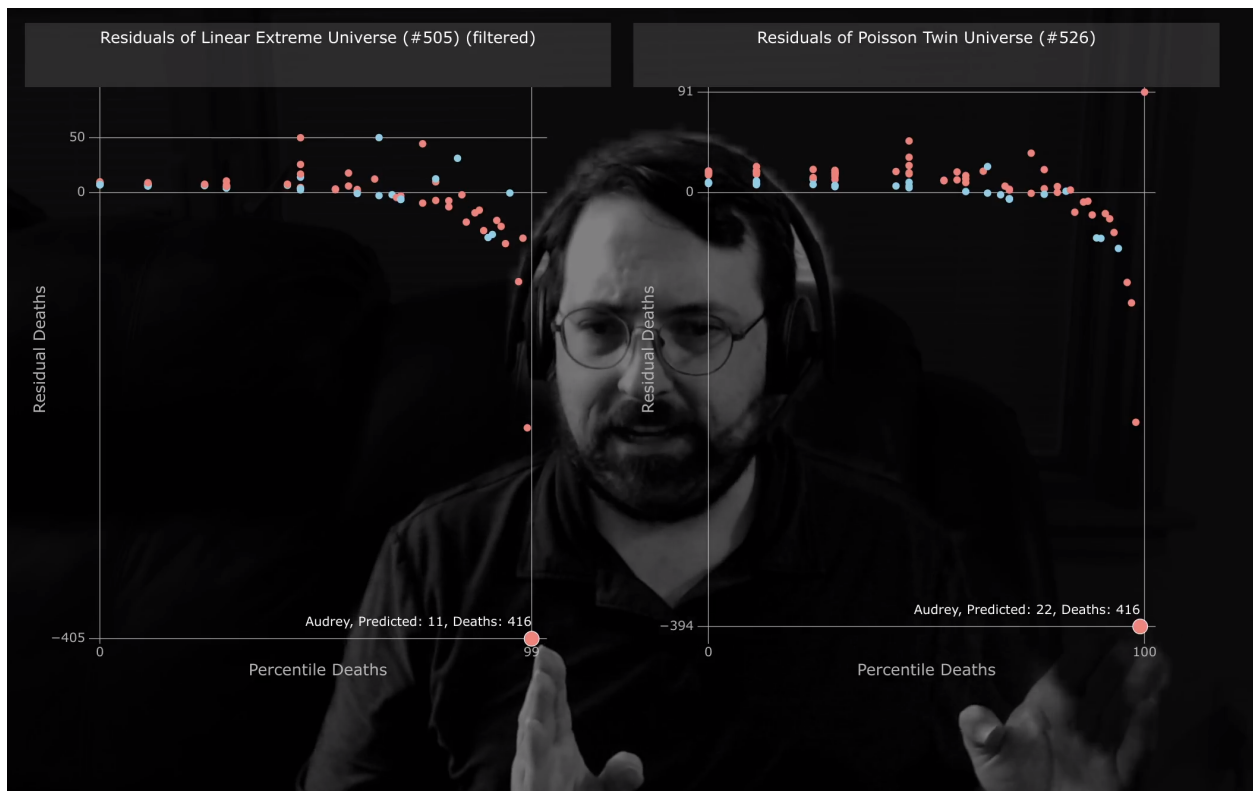 Residuals of Linear Extreme Universe (#505) (filtered)
50
0
Residual Deaths
Audrey, Predicted: 11, Deaths: 416
−405
0
99
Percentile Deaths
Residuals of Poisson Twin Universe (#526)
91
0
Residual Deaths
Audrey, Predicted: 22, Deaths: 416
−394
0
100
Percentile Deaths